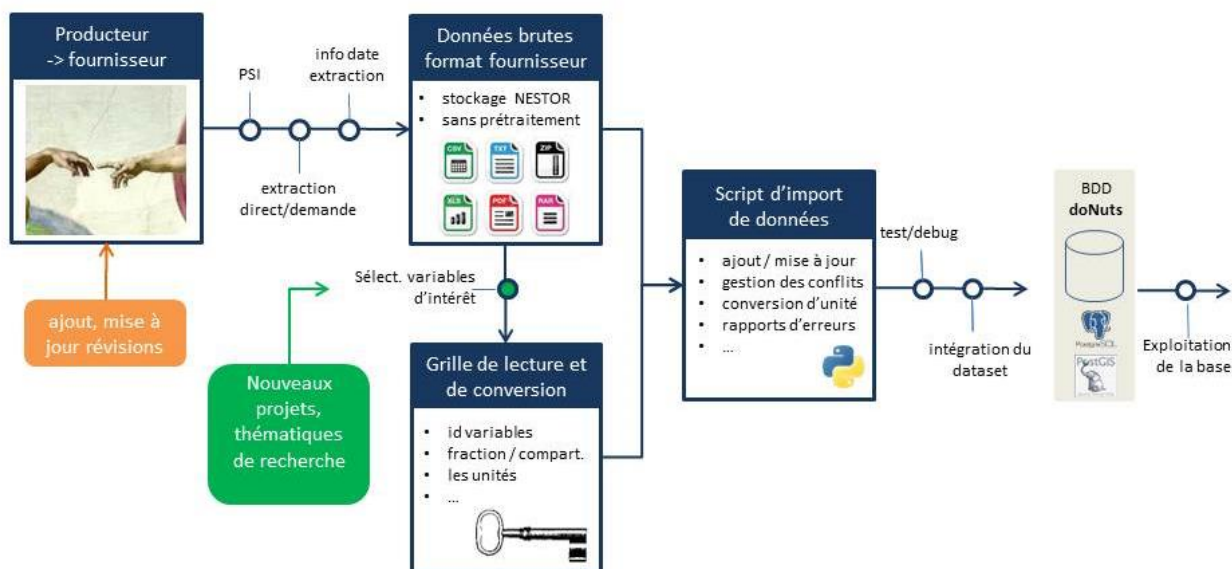 Producteur
-> fournisseur
ajout, mise à
jour révisions
PSI
info date
extraction
extraction
direct/demande
Données brutes
format fournisseur
• stockage NESTOR
• sans prétraitement
CSV
TXT
ZIP
XLS
PDF
RAR
Sélect. variables
d'intérêt
Nouveaux
projets,
thématiques
de recherche
Grille de lecture et
de conversion
• id variables
• fraction / compart.
• les unités
• ...
Script d'import
de données
• ajout / mise à jour
• gestion des conflits
• conversion d'unité
• rapports d'erreurs
• ...
test/debug
intégration du
dataset
BDD
doNuts
PostgreSQL
PostGIS
Exploitation
de la base